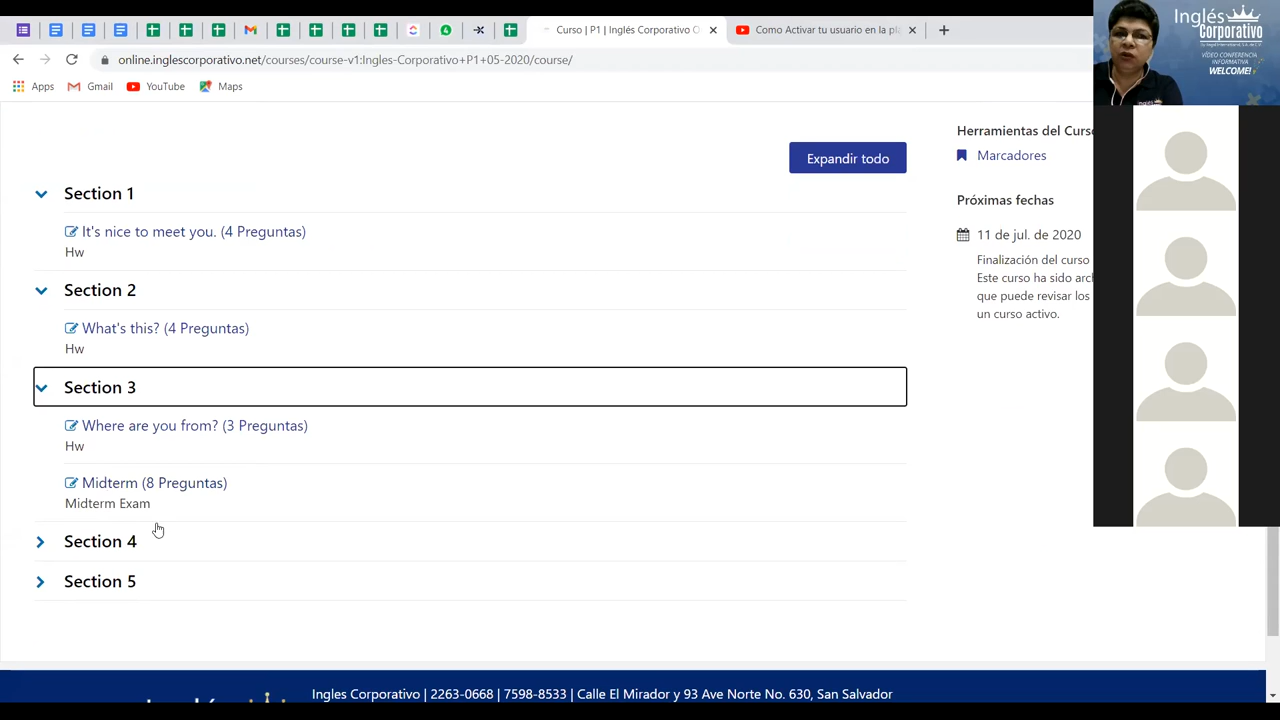 Curso | P1 | Inglés Corporativo O
Como Activar tu usuario en la pla
online.inglescorporativo.net/courses/course-v1:Ingles-Corporativo+P1+05-2020/course/
Apps
Gmail
YouTube
Maps
Inglés
Corporativo
VÍDEO CONFERENCIA
INFORMATIVA
WELCOME!
Herramientas del Curs
Marcadores
Expandir todo
Próximas fechas
11 de jul. de 2020
Finalización del curso
Este curso ha sido arc
que puede revisar los
un curso activo.
Section 1
It's nice to meet you. (4 Preguntas)
Hw
Section 2
What's this? (4 Preguntas)
Hw
Section 3
Where are you from? (3 Preguntas)
Hw
Midterm (8 Preguntas)
Midterm Exam
Section 4
Section 5
Ingles Corporativo | 2263-0668 | 7598-8533 | Calle El Mirador y 93 Ave Norte No. 630, San Salvador